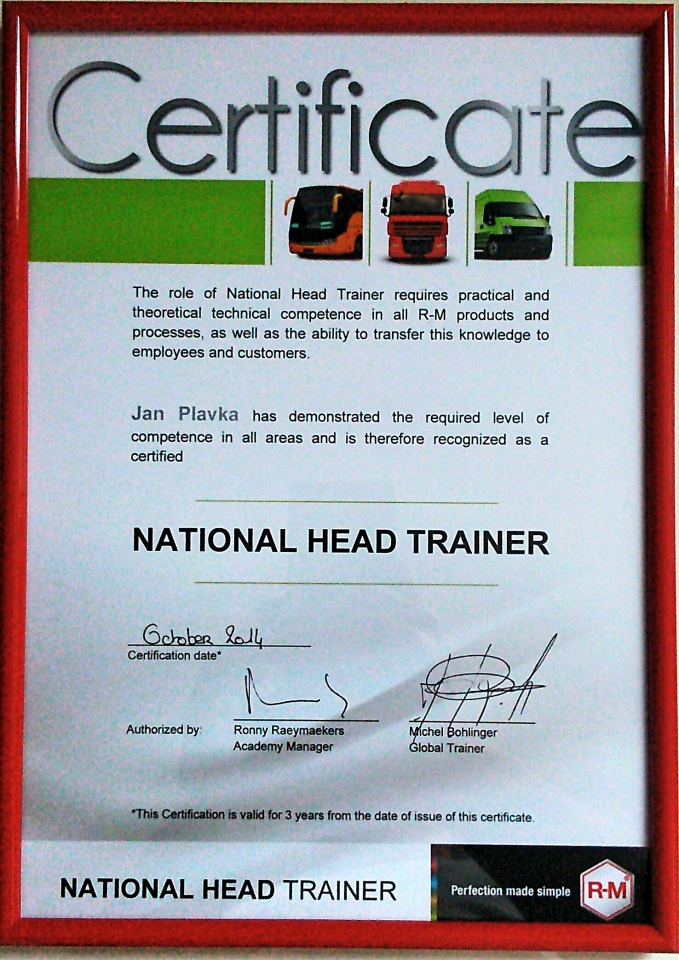 Certificate
The role of National Head Trainer requires practical and
theoretical technical competence in all R-M products and
processes, as well as the ability to transfer this knowledge to
employees and customers.
Jan Plavka has demonstrated the required level of
competence in all areas and is therefore recognized as a
certified
NATIONAL HEAD TRAINER
October 2014
Certification date*
Authorized by:
Ronny Raeymaekers
Academy Manager
Michel Bohlinger
Global Trainer
*This Certification is valid for 3 years from the date of issue of this certificate.
NATIONAL HEAD TRAINER
Perfection made simple
R-M